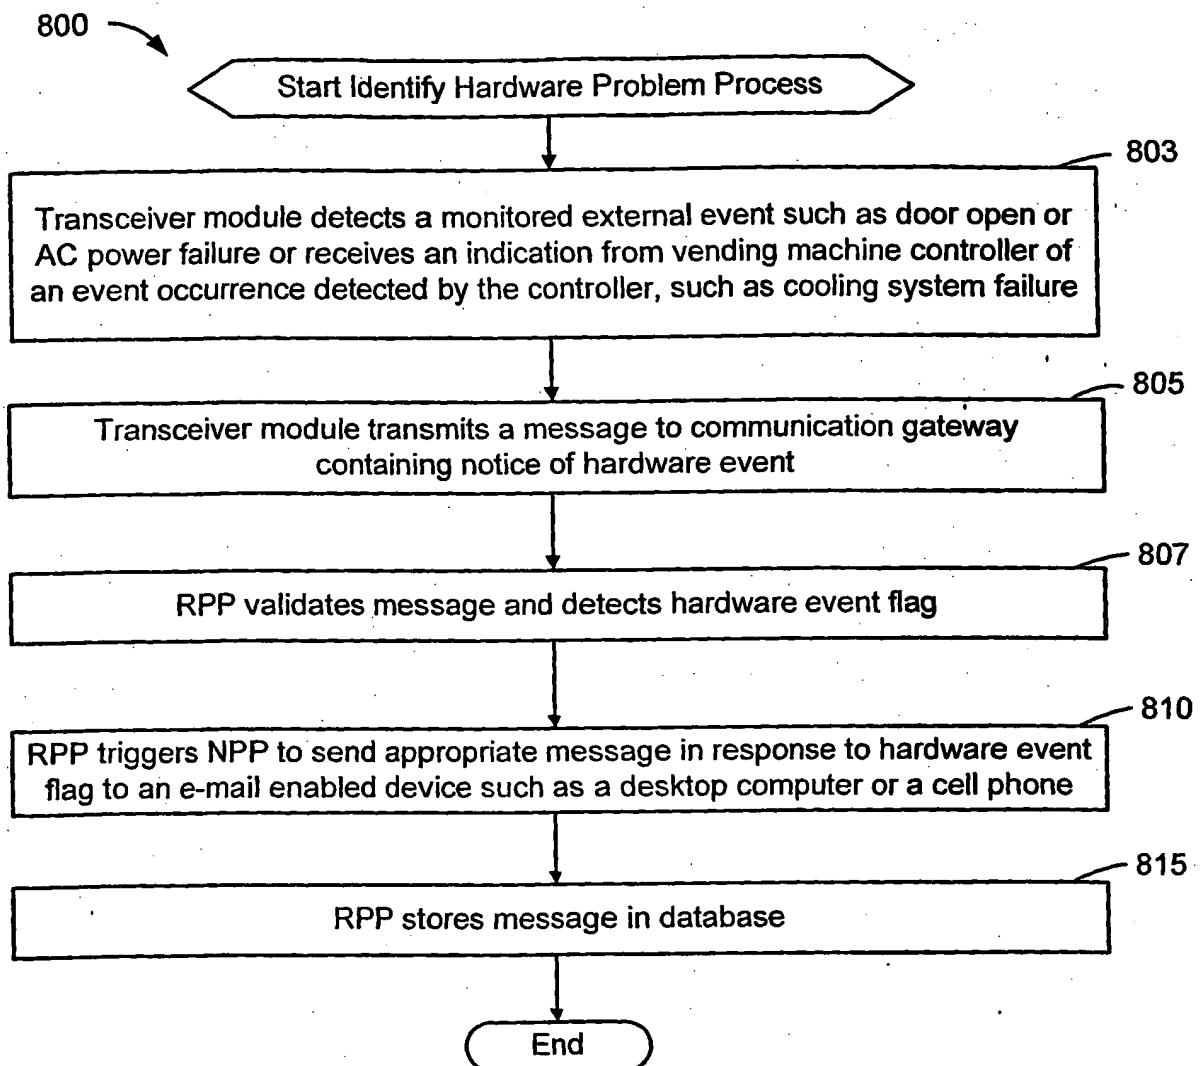 800
Start Identify Hardware Problem Process
803
Transceiver module detects a monitored external event such as door open or
AC power failure or receives an indication from vending machine controller of
an event occurrence detected by the controller, such as cooling system failure
805
Transceiver module transmits a message to communication gateway
containing notice of hardware event
807
RPP validates message and detects hardware event flag
810
RPP triggers NPP to send appropriate message in response to hardware event
flag to an e-mail enabled device such as a desktop computer or a cell phone
815
RPP stores message in database
End